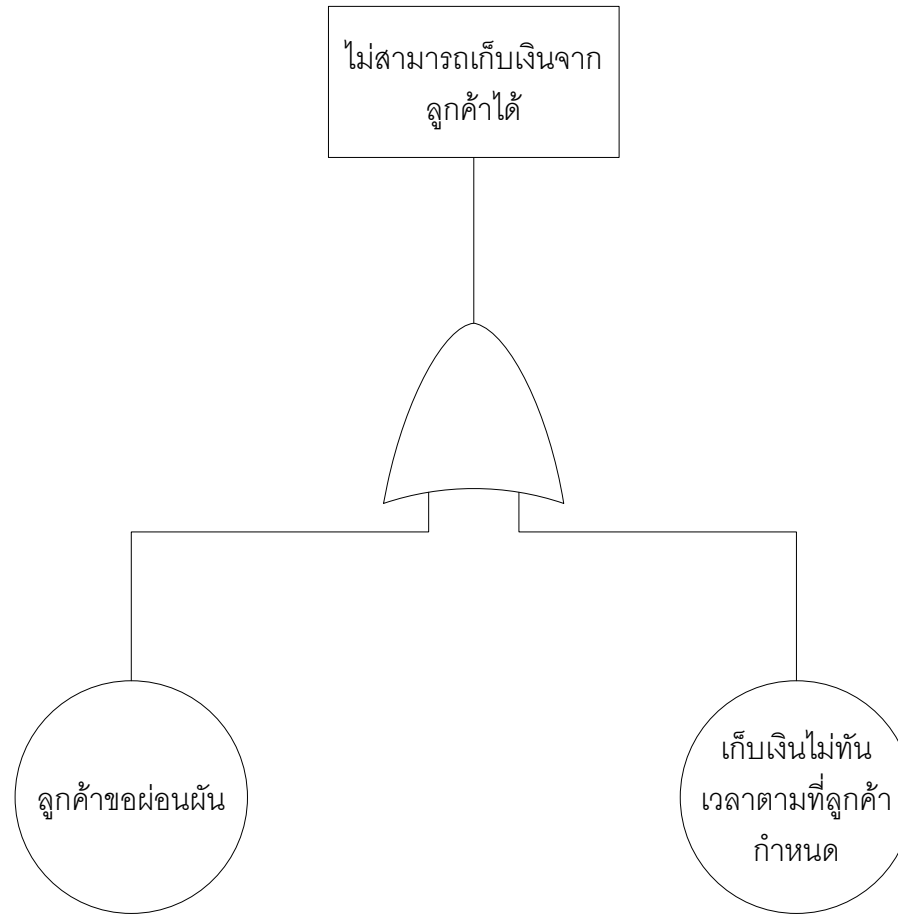 ไม่สามารถเก็บเงินจาก
ลูกค้าได้
ลูกค้าขอผ่อนผัน
เก็บเงินไม่ทัน
เวลาตามที่ลูกค้า
กำหนด